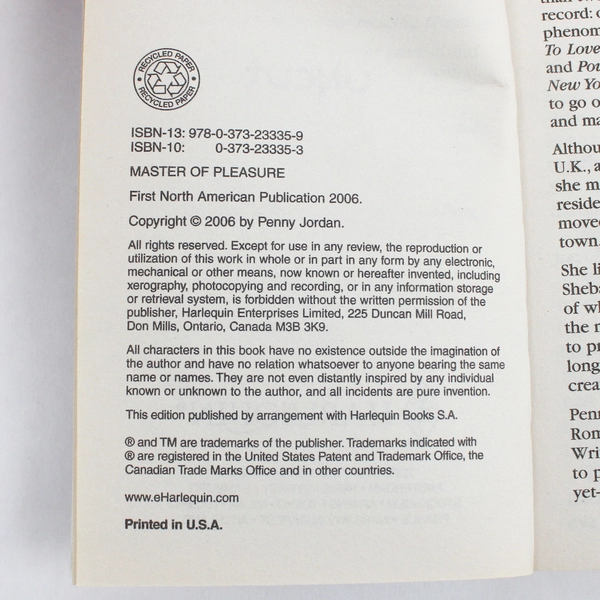 RECYCLED PAPER
RECYCLED PAPER
ISBN-13: 978-0-373-23335-9
ISBN-10: 0-373-23335-3
MASTER OF PLEASURE
First North American Publication 2006.
Copyright © 2006 by Penny Jordan.
All rights reserved. Except for use in any review, the reproduction or
utilization of this work in whole or in part in any form by any electronic,
mechanical or other means, now known or hereafter invented, including
xerography, photocopying and recording, or in any information storage
or retrieval system, is forbidden without the written permission of the
publisher, Harlequin Enterprises Limited, 225 Duncan Mill Road,
Don Mills, Ontario, Canada M3B 3K9.
All characters in this book have no existence outside the imagination of
the author and have no relation whatsoever to anyone bearing the same
name or names. They are not even distantly inspired by any individual
known or unknown to the author, and all incidents are pure invention.
This edition published by arrangement with Harlequin Books S.A.
® and TM are trademarks of the publisher. Trademarks indicated with
® are registered in the United States Patent and Trademark Office, the
Canadian Trade Marks Office and in other countries.
www.eHarlequin.com
Printed in U.S.A.
record:
phenom
To Love
and Pou
New Yo
to go o
and ma
Althou
U.K., a
she m
reside
moved
town.
She li
Shebs
of wh
the n
to pr
long
crea
Penn
Rom
Wri
to p
yet-